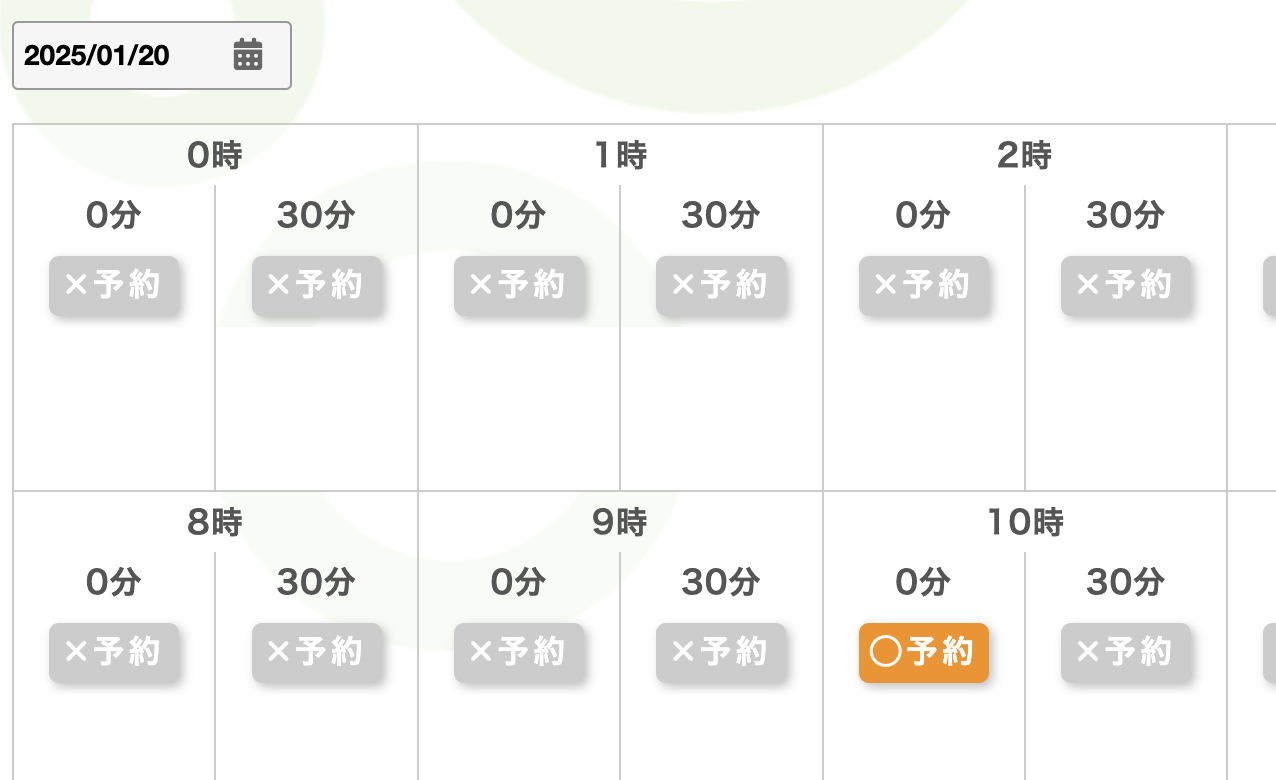 2025/01/20
0時 1時 2時
0分 30分 0分 30分 0分 30分
×予約 ×予約 ×予約 ×予約 ×予約 ×予約
8時 9時 10時
0分 30分 0分 30分 0分 30分
×予約 ×予約 ×予約 ×予約 ○予約 ×予約